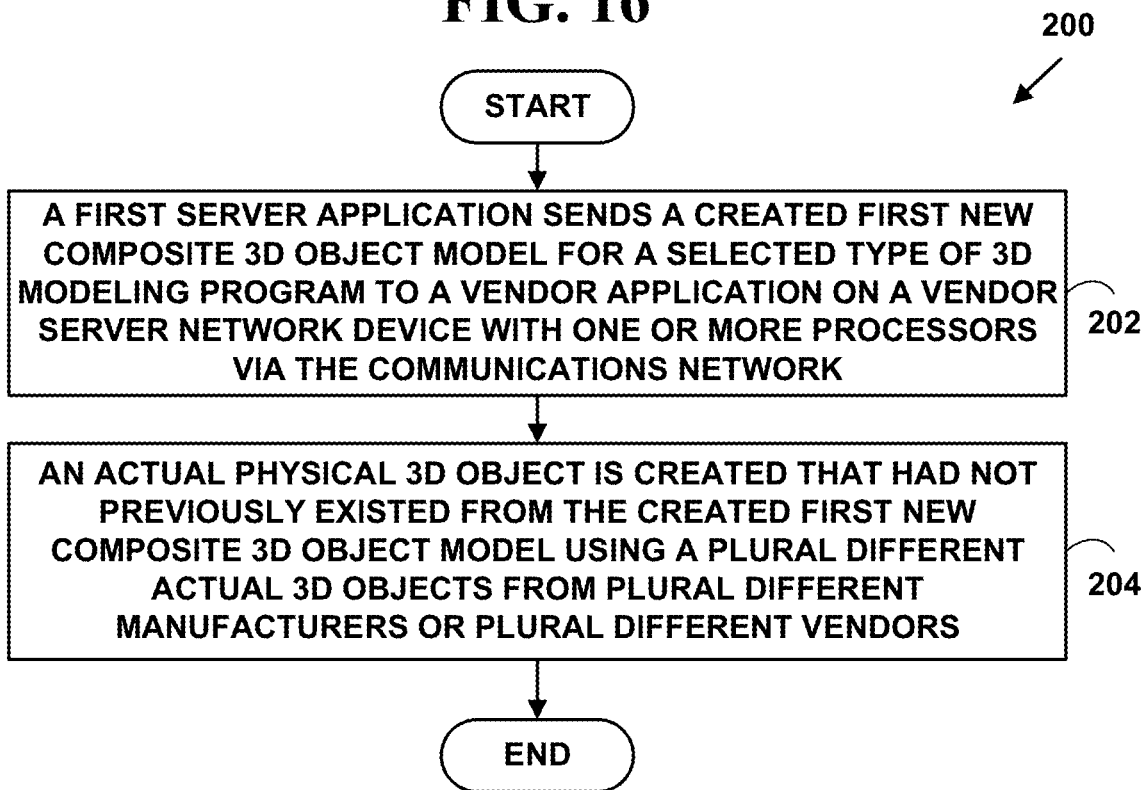 FIG. 16
200
START
A FIRST SERVER APPLICATION SENDS A CREATED FIRST NEW
COMPOSITE 3D OBJECT MODEL FOR A SELECTED TYPE OF 3D
MODELING PROGRAM TO A VENDOR APPLICATION ON A VENDOR
SERVER NETWORK DEVICE WITH ONE OR MORE PROCESSORS
VIA THE COMMUNICATIONS NETWORK
202
AN ACTUAL PHYSICAL 3D OBJECT IS CREATED THAT HAD NOT
PREVIOUSLY EXISTED FROM THE CREATED FIRST NEW
COMPOSITE 3D OBJECT MODEL USING A PLURAL DIFFERENT
ACTUAL 3D OBJECTS FROM PLURAL DIFFERENT
MANUFACTURERS OR PLURAL DIFFERENT VENDORS
204
END